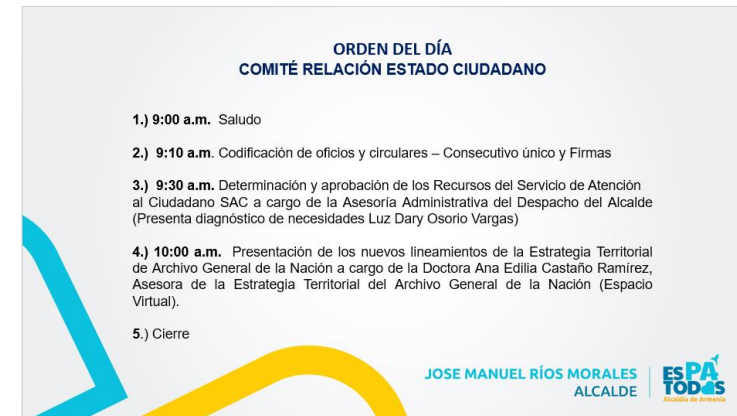 ORDEN DEL DÍA
COMITÉ RELACIÓN ESTADO CIUDADANO
1.) 9:00 a.m. Saludo
2.) 9:10 a.m. Codificación de oficios y circulares – Consecutivo único y Firmas
3.) 9:30 a.m. Determinación y aprobación de los Recursos del Servicio de Atención
al Ciudadano SAC a cargo de la Asesoría Administrativa del Despacho del Alcalde
(Presenta diagnóstico de necesidades Luz Dary Osorio Vargas)
4.) 10:00 a.m. Presentación de los nuevos lineamientos de la Estrategia Territorial
de Archivo General de la Nación a cargo de la Doctora Ana Edilia Castaño Ramírez,
Asesora de la Estrategia Territorial del Archivo General de la Nación (Espacio
Virtual).
5.) Cierre
JOSE MANUEL RÍOS MORALES
ALCALDE
ES PA
TODOS
Alcaldía de Armenia